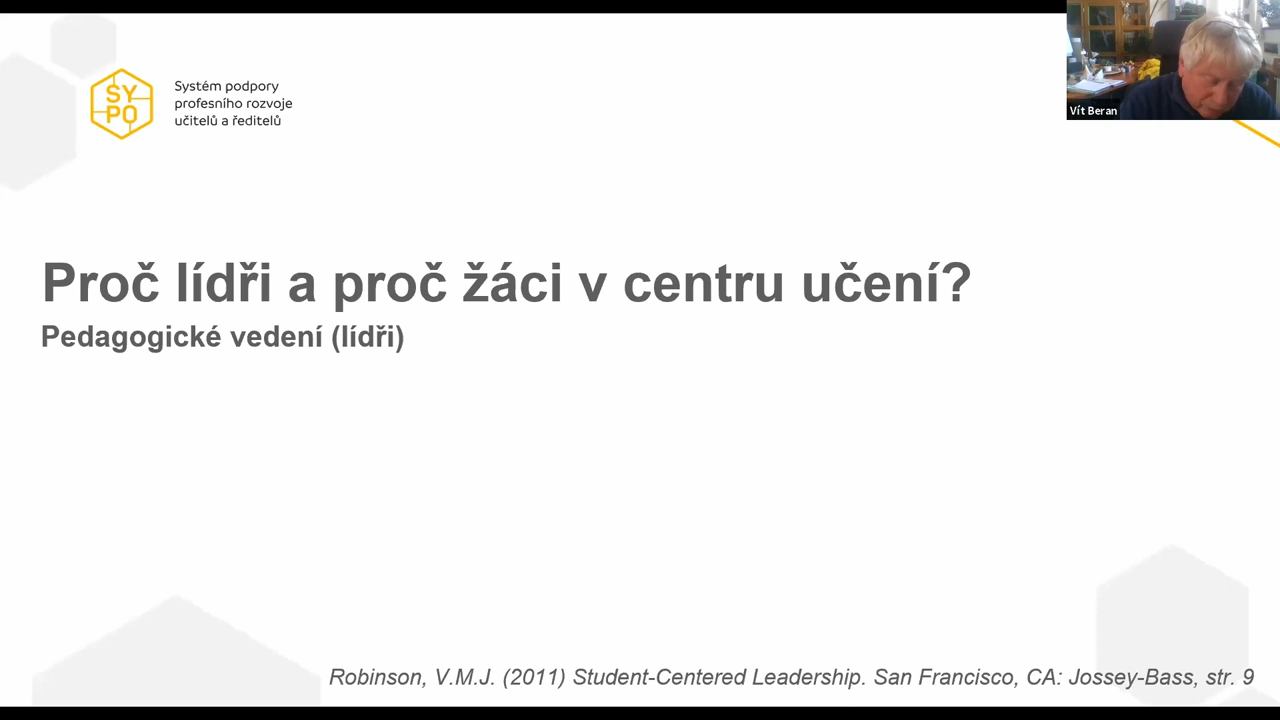 SY
PO
Systém podpory
profesního rozvoje
učitelů a ředitelů
Vít Beran
Proč lídři a proč žáci v centru učení?
Pedagogické vedení (lídři)
Robinson, V.M.J. (2011) Student-Centered Leadership. San Francisco, CA: Jossey-Bass, str. 9